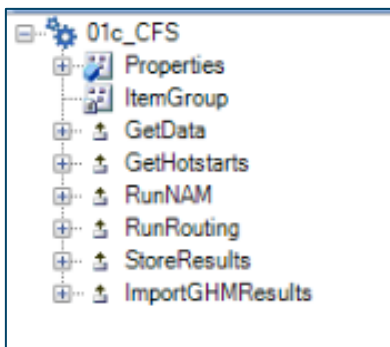 01c_CFS
Properties
ItemGroup
GetData
GetHotstarts
RunNAM
RunRouting
StoreResults
ImportGHMResults